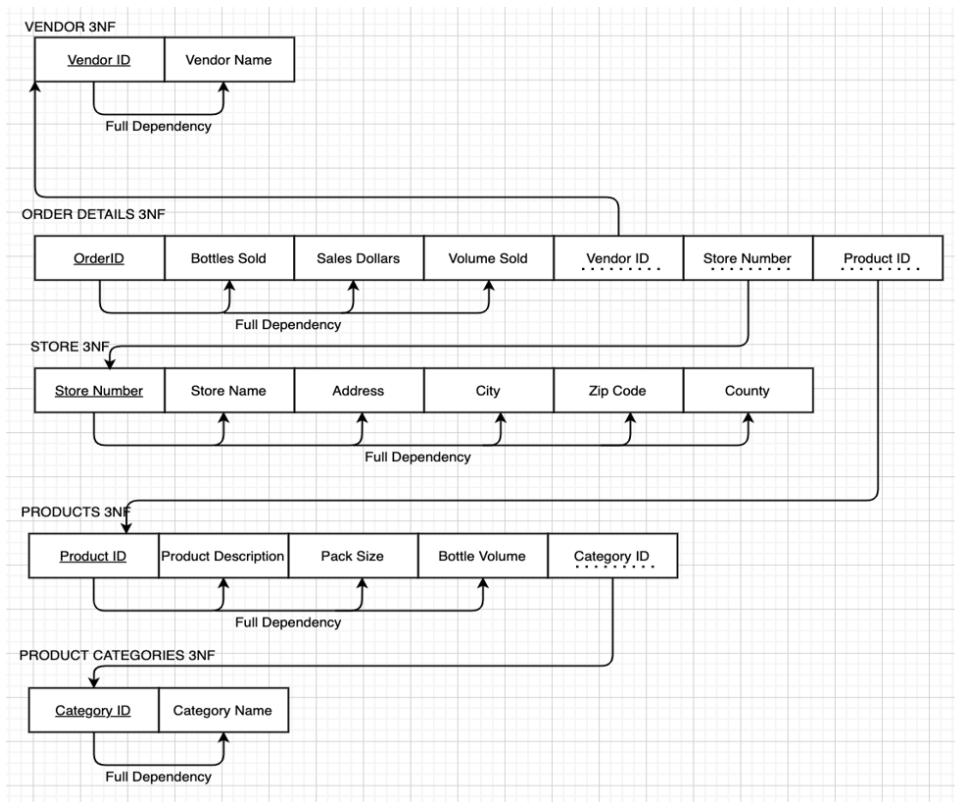 VENDOR 3NF
Vendor ID Vendor Name
Full Dependency
ORDER DETAILS 3NF
OrderID Bottles Sold Sales Dollars Volume Sold Vendor ID Store Number Product ID
Full Dependency
STORE 3NF
Store Number Store Name Address City Zip Code County
Full Dependency
PRODUCTS 3NF
Product ID Product Description Pack Size Bottle Volume Category ID
Full Dependency
PRODUCT CATEGORIES 3NF
Category ID Category Name
Full Dependency